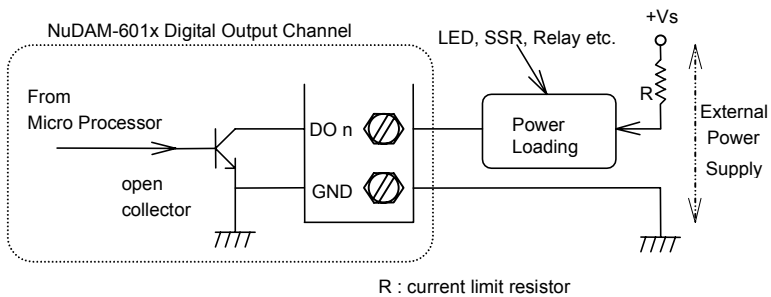 NuDAM-601x Digital Output Channel
+Vs
LED, SSR, Relay etc.
R
From
Micro Processor
DO n
Power
Loading
External
Power
Supply
open
collector
GND
R : current limit resistor